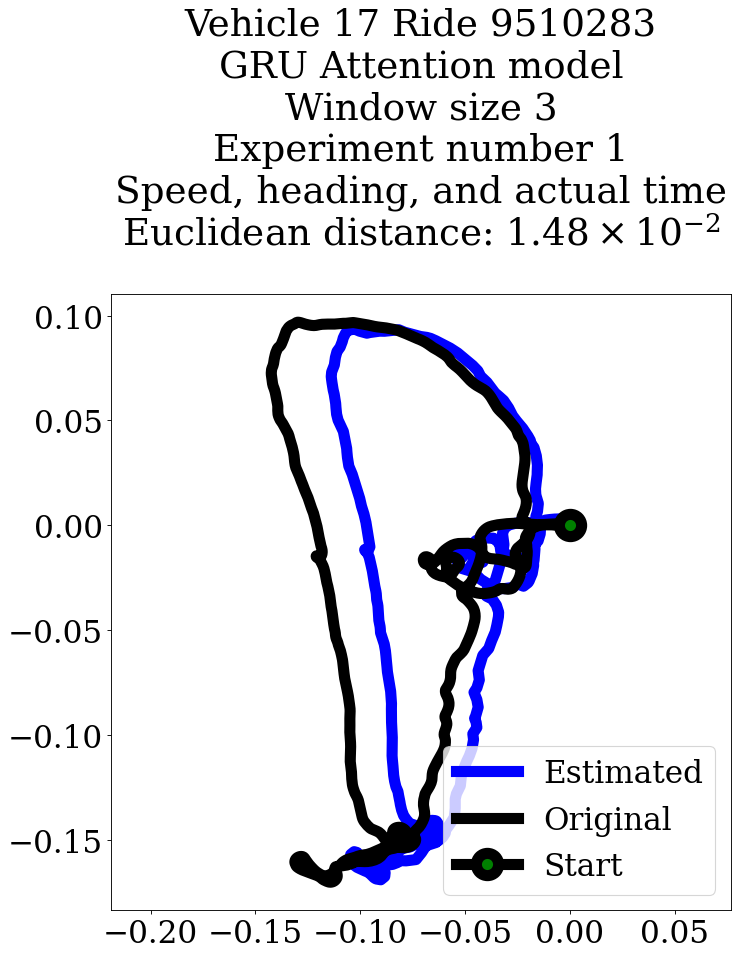 Vehicle 17 Ride 9510283
GRU Attention model
Window size 3
Experiment number 1
Speed, heading, and actual time
Euclidean distance: 1.48 × 10⁻²
0.10
0.05
0.00
−0.05
−0.10
−0.15
Estimated
Original
Start
−0.20 −0.15 −0.10 −0.05 0.00 0.05